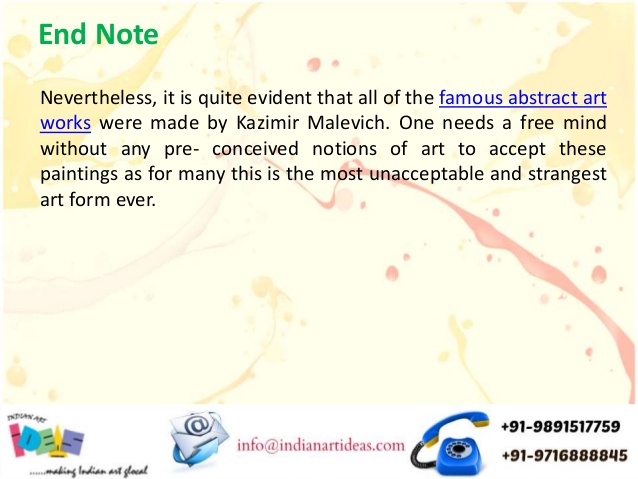 End Note
Nevertheless, it is quite evident that all of the famous abstract art
works were made by Kazimir Malevich. One needs a free mind
without any pre- conceived notions of art to accept these
paintings as for many this is the most unacceptable and strangest
art form ever.
INDIAN ART
IDEAS
......making Indian art glocal
@
info@indianartideas.com
+91-9891517759
+91-9716888845